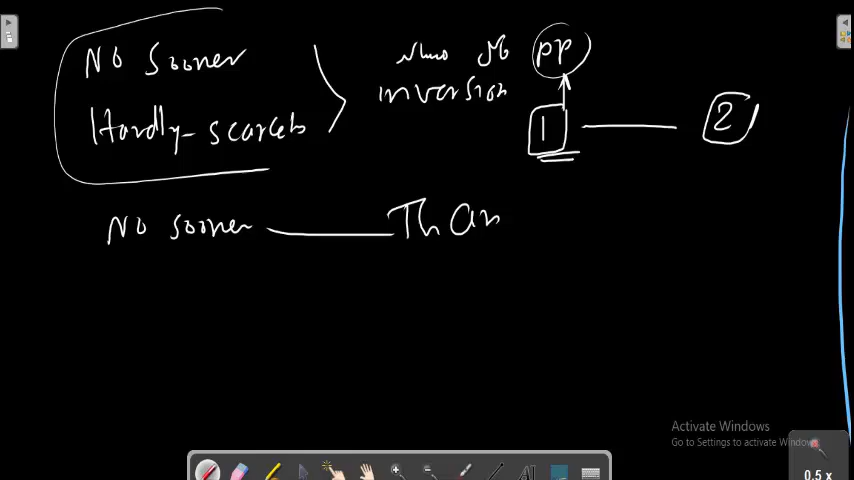 No sooner
Hardly - scarcely
PP
inversion
1 2
No sooner Than
Activate Windows
Go to Settings to activate Windows
0.5 x